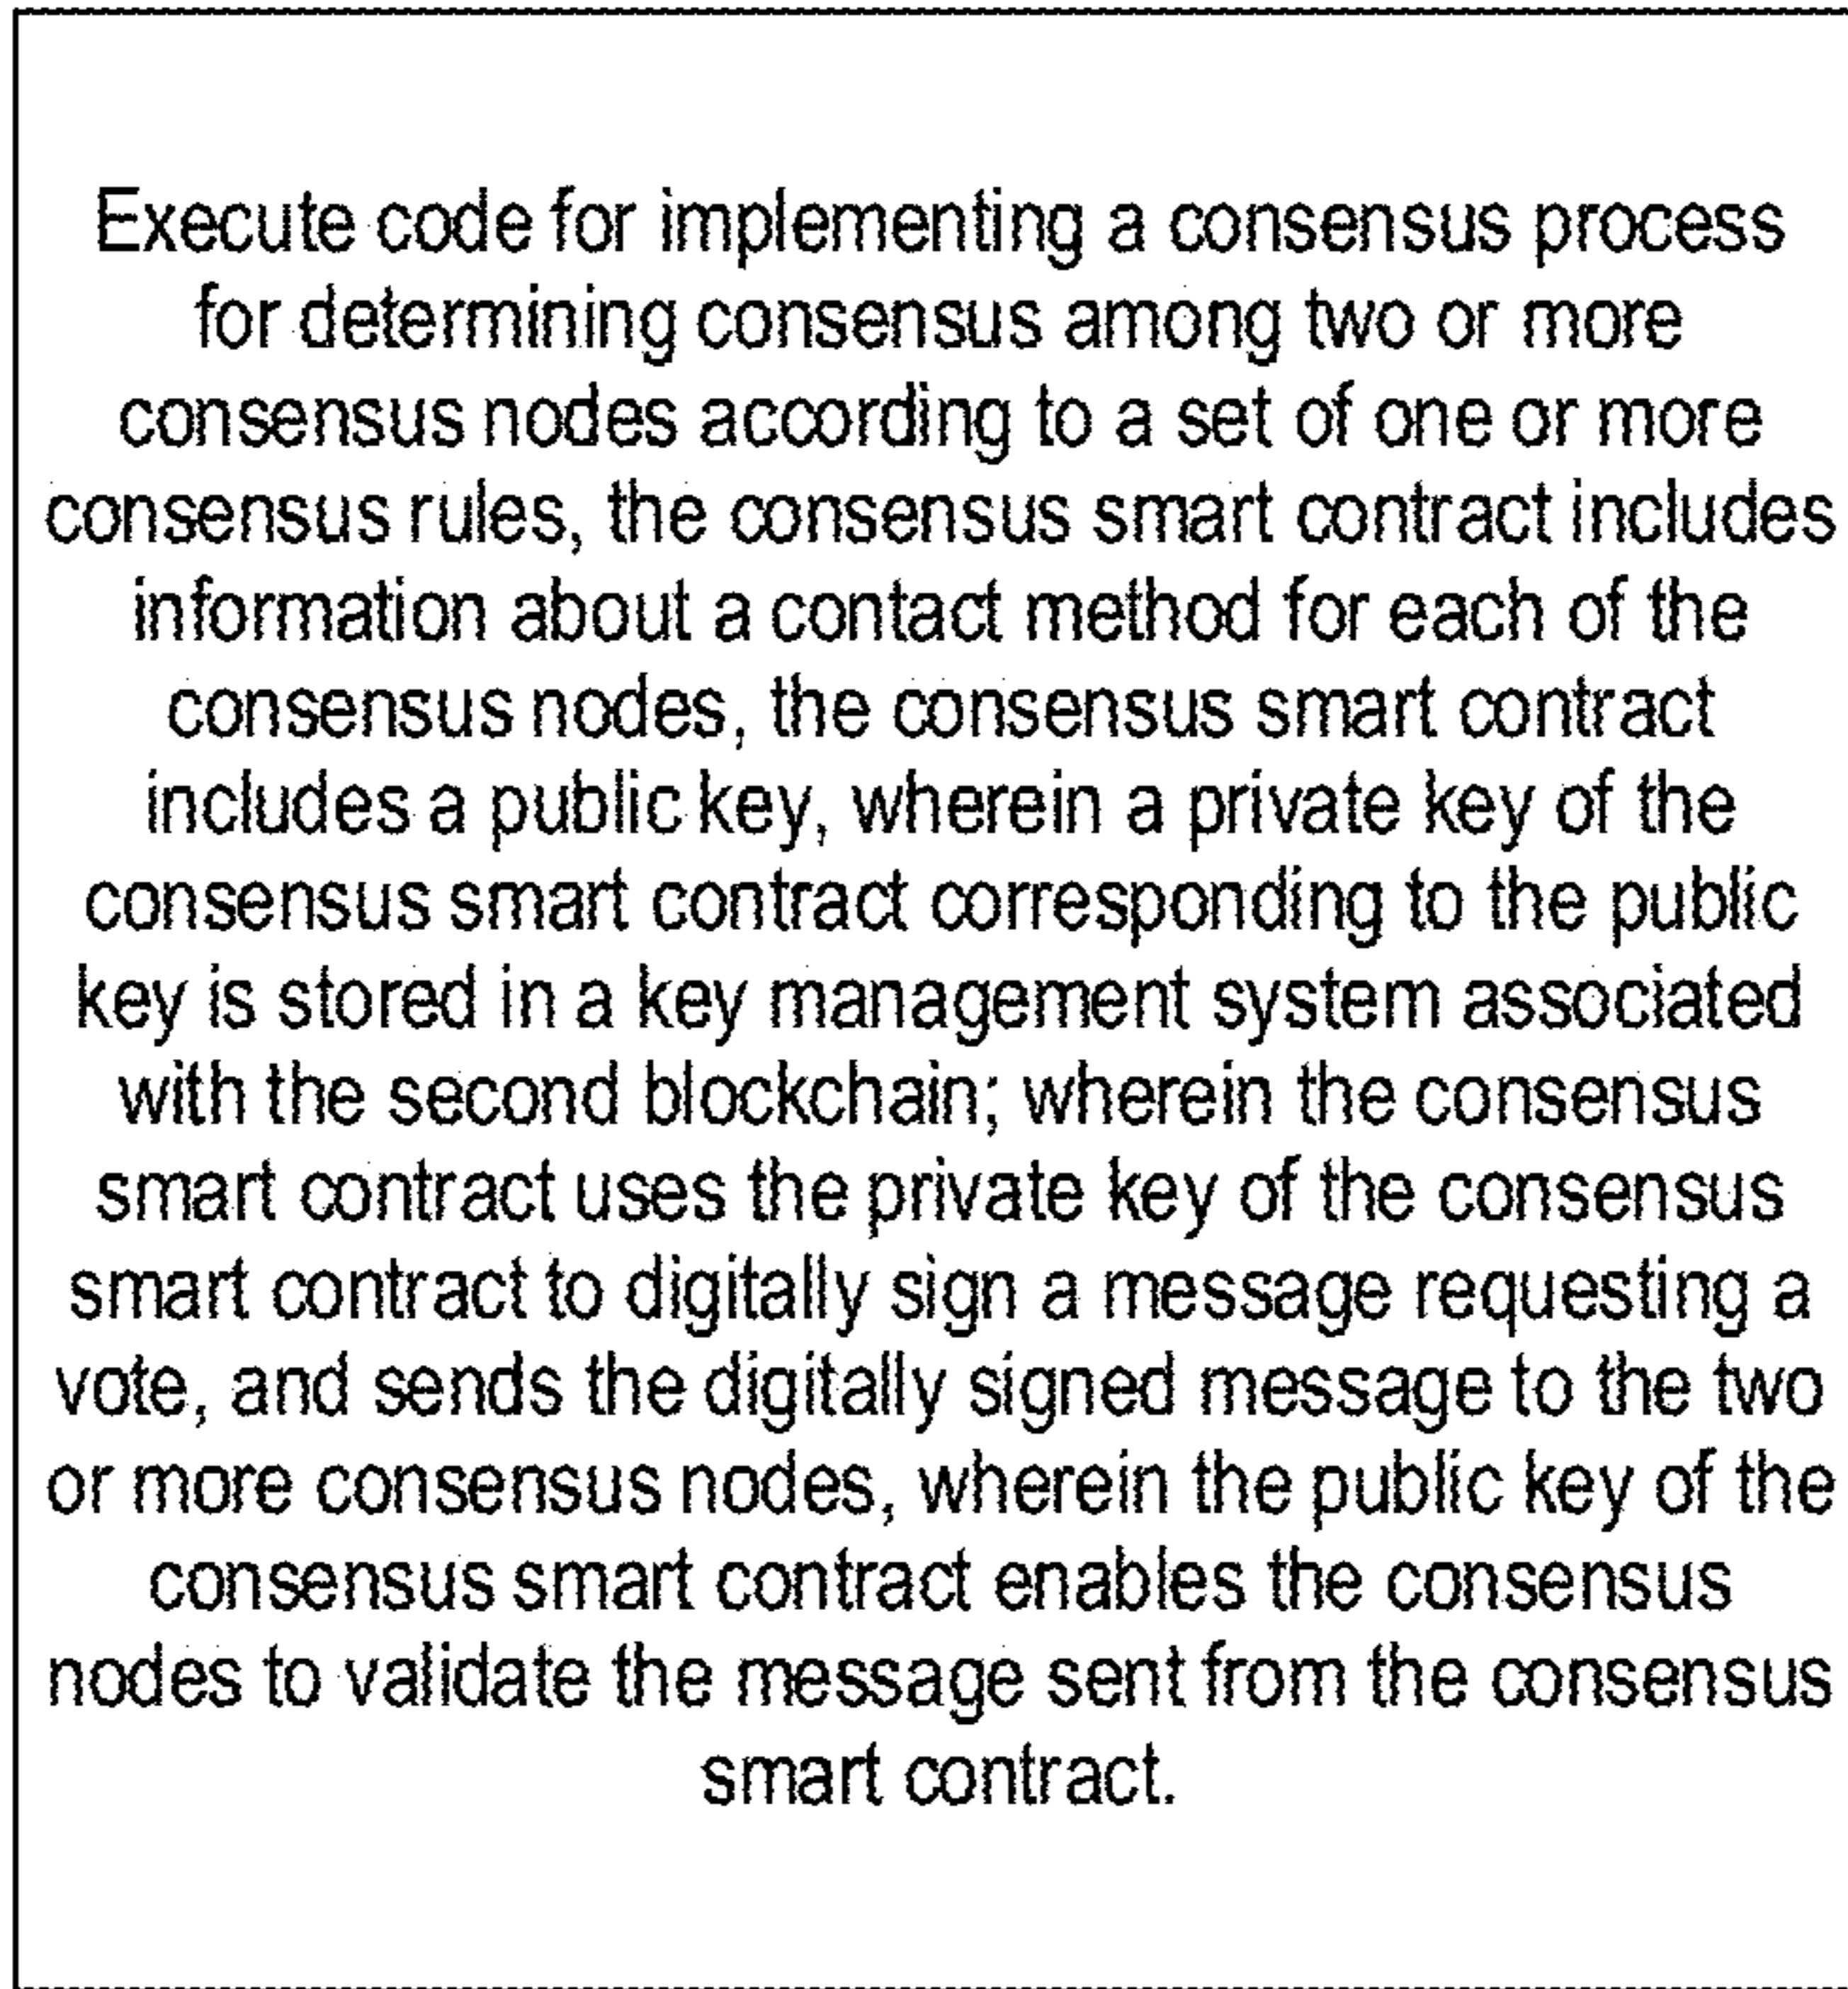 Execute code for implementing a consensus process
for determining consensus among two or more
consensus nodes according to a set of one or more
consensus rules, the consensus smart contract includes
information about a contact method for each of the
consensus nodes, the consensus smart contract
includes a public key, wherein a private key of the
consensus smart contract corresponding to the public
key is stored in a key management system associated
with the second blockchain; wherein the consensus
smart contract uses the private key of the consensus
smart contract to digitally sign a message requesting a
vote, and sends the digitally signed message to the two
or more consensus nodes, wherein the public key of the
consensus smart contract enables the consensus
nodes to validate the message sent from the consensus
smart contract.